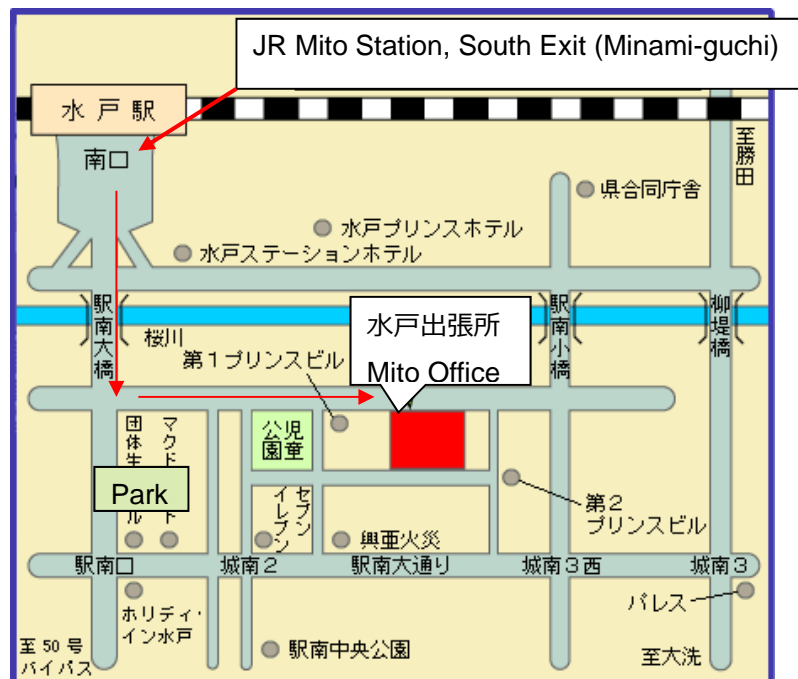 JR Mito Station, South Exit (Minami-guchi)
水戸駅
南口
至勝田
県合同庁舎
水戸プリンスホテル
水戸ステーションホテル
駅南大橋
桜川
駅南小橋
柳堤橋
水戸出張所
Mito Office
第1プリンスビル
団体生
ル
マクド
ト
Park
児童
公園
セブン
イレブン
興亜火災
第2
プリンスビル
駅南口
城南2
駅南大通り
城南3西
城南3
ホリディ・
イン水戸
パレス
至50号
バイパス
駅南中央公園
至大洗